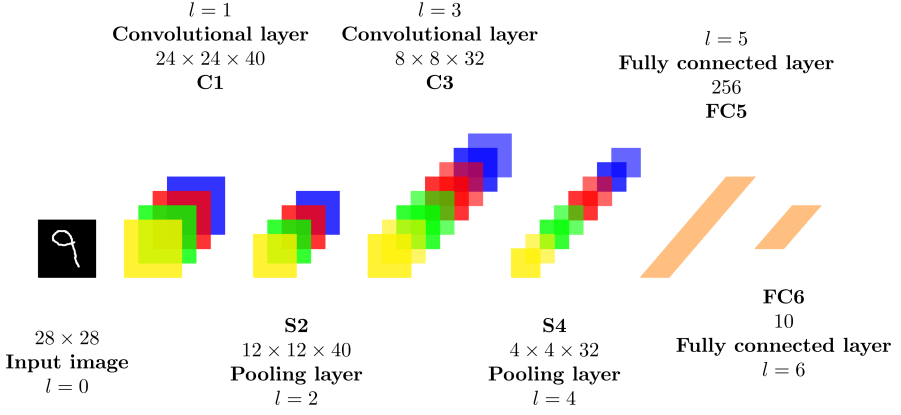 l = 1
Convolutional layer
24 × 24 × 40
C1
l = 3
Convolutional layer
8 × 8 × 32
C3
l = 5
Fully connected layer
256
FC5
28 × 28
Input image
l = 0
S2
12 × 12 × 40
Pooling layer
l = 2
S4
4 × 4 × 32
Pooling layer
l = 4
FC6
10
Fully connected layer
l = 6